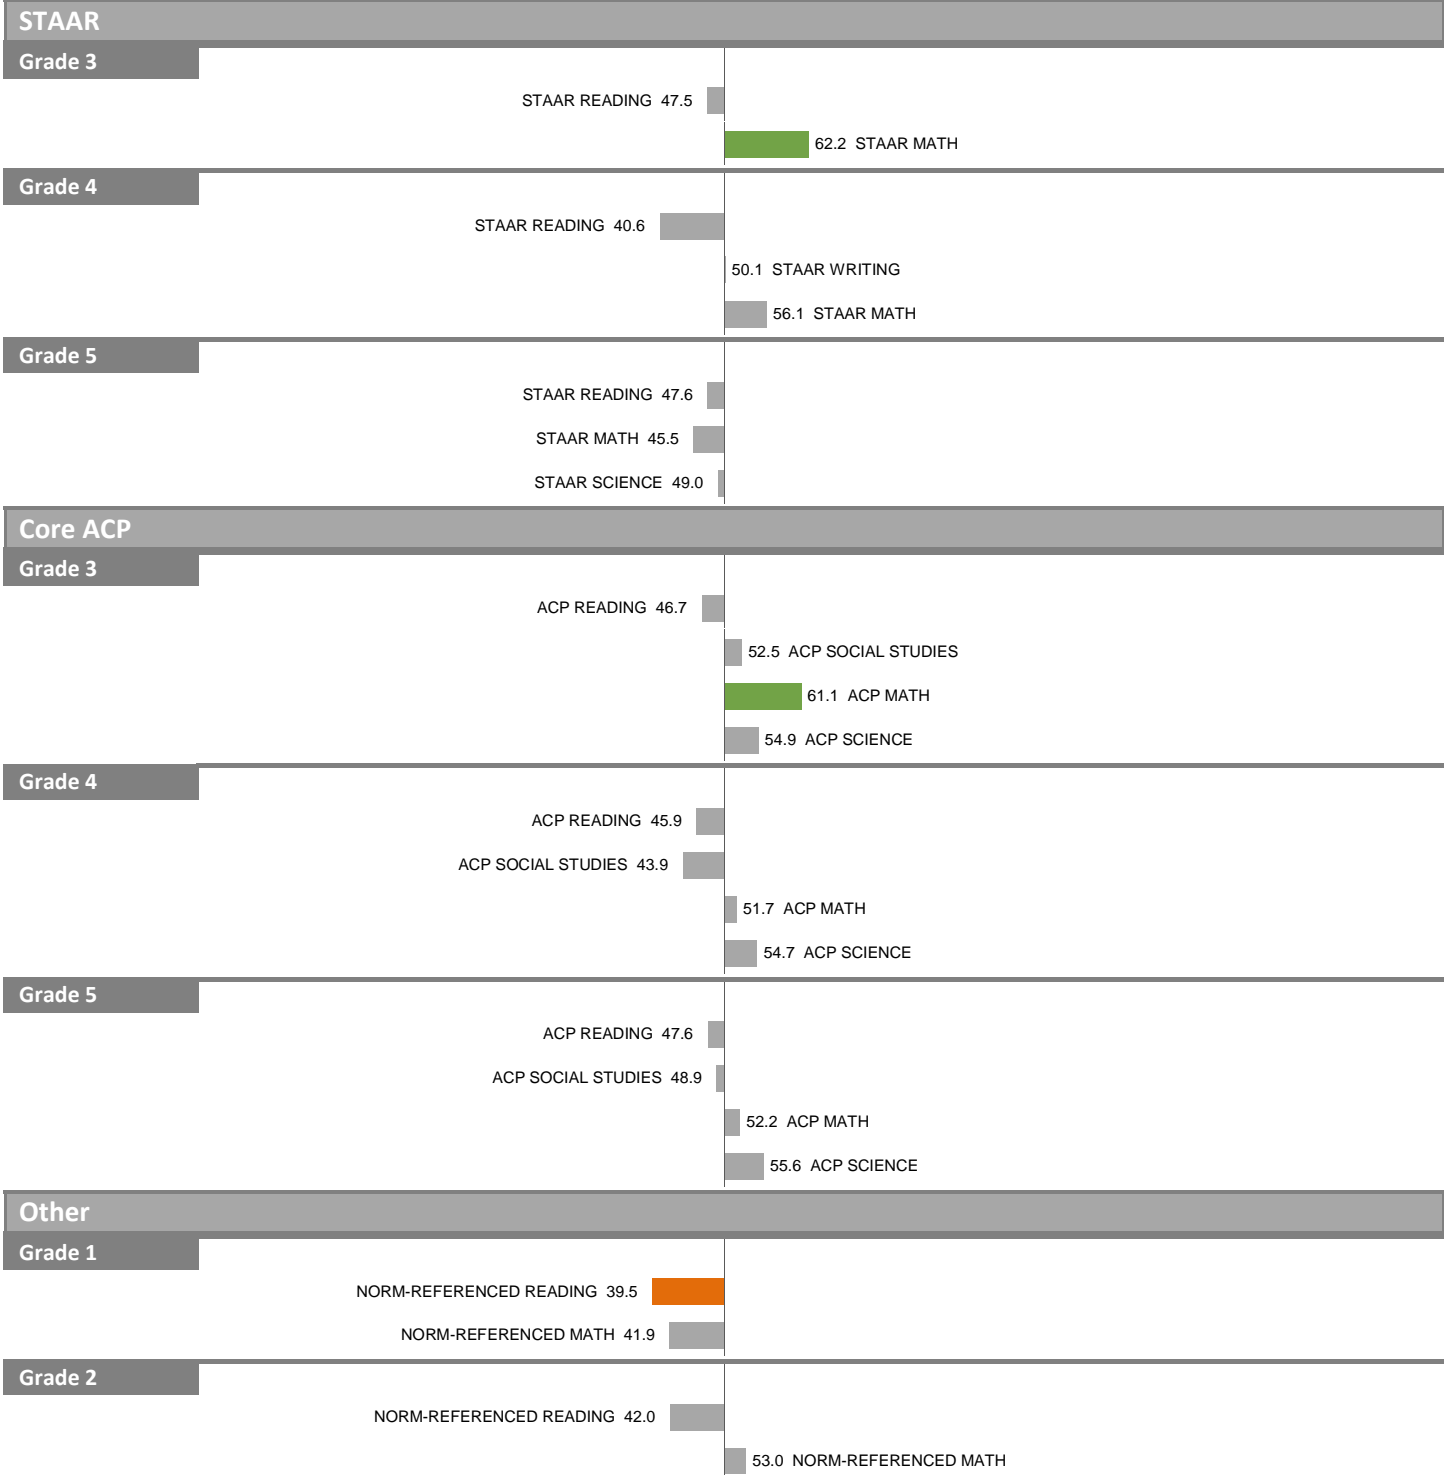 STAAR
Grade 3
STAAR READING 47.5
62.2 STAAR MATH
Grade 4
STAAR READING 40.6
50.1 STAAR WRITING
56.1 STAAR MATH
Grade 5
STAAR READING 47.6
STAAR MATH 45.5
STAAR SCIENCE 49.0
Core ACP
Grade 3
ACP READING 46.7
52.5 ACP SOCIAL STUDIES
61.1 ACP MATH
54.9 ACP SCIENCE
Grade 4
ACP READING 45.9
ACP SOCIAL STUDIES 43.9
51.7 ACP MATH
54.7 ACP SCIENCE
Grade 5
ACP READING 47.6
ACP SOCIAL STUDIES 48.9
52.2 ACP MATH
55.6 ACP SCIENCE
Other
Grade 1
NORM-REFERENCED READING 39.5
NORM-REFERENCED MATH 41.9
Grade 2
NORM-REFERENCED READING 42.0
53.0 NORM-REFERENCED MATH